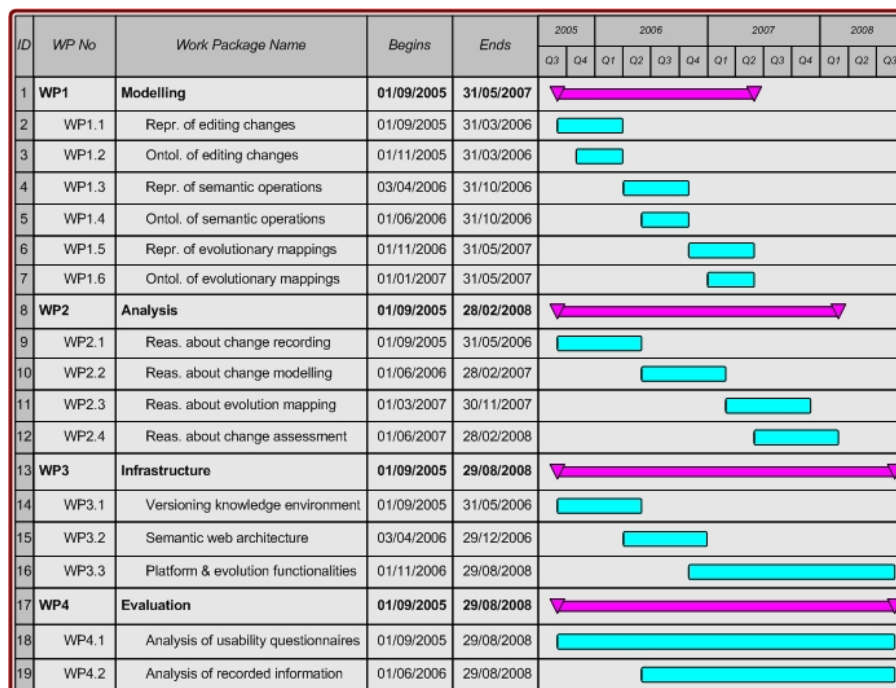 ID WP No Work Package Name Begins Ends 2005 2006 2007 2008
Q3 Q4 Q1 Q2 Q3 Q4 Q1 Q2 Q3 Q4 Q1 Q2 Q3
1 WP1 Modelling 01/09/2005 31/05/2007
2 WP1.1 Repr. of editing changes 01/09/2005 31/03/2006
3 WP1.2 Ontol. of editing changes 01/11/2005 31/03/2006
4 WP1.3 Repr. of semantic operations 03/04/2006 31/10/2006
5 WP1.4 Ontol. of semantic operations 01/06/2006 31/10/2006
6 WP1.5 Repr. of evolutionary mappings 01/11/2006 31/05/2007
7 WP1.6 Ontol. of evolutionary mappings 01/01/2007 31/05/2007
8 WP2 Analysis 01/09/2005 28/02/2008
9 WP2.1 Reas. about change recording 01/09/2005 31/05/2006
10 WP2.2 Reas. about change modelling 01/06/2006 28/02/2007
11 WP2.3 Reas. about evolution mapping 01/03/2007 30/11/2007
12 WP2.4 Reas. about change assessment 01/06/2007 28/02/2008
13 WP3 Infrastructure 01/09/2005 29/08/2008
14 WP3.1 Versioning knowledge environment 01/09/2005 31/05/2006
15 WP3.2 Semantic web architecture 03/04/2006 29/12/2006
16 WP3.3 Platform & evolution functionalities 01/11/2006 29/08/2008
17 WP4 Evaluation 01/09/2005 29/08/2008
18 WP4.1 Analysis of usability questionnaires 01/09/2005 29/08/2008
19 WP4.2 Analysis of recorded information 01/06/2006 29/08/2008